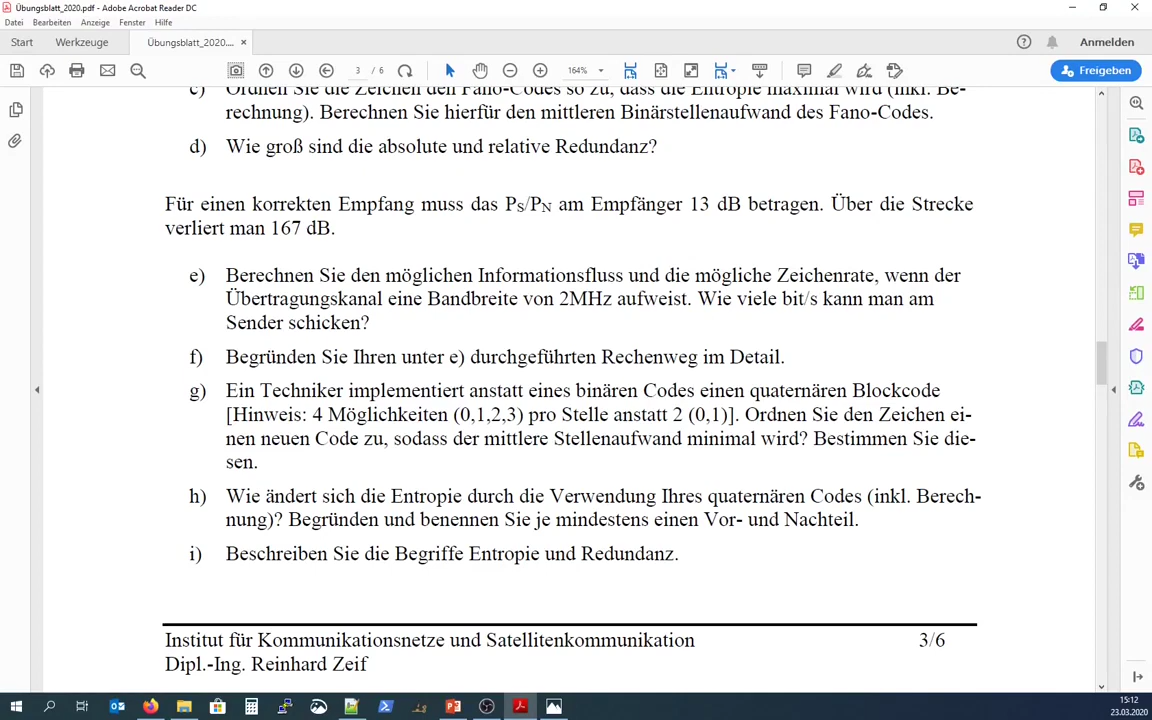 Übungsblatt_2020.pdf - Adobe Acrobat Reader DC
Datei Bearbeiten Anzeige Fenster Hilfe
Start Werkzeuge Übungsblatt_2020.... × Anmelden
3 / 6 164% Freigeben
c) Ordnen Sie die Zeichen den Fano-Codes so zu, dass die Entropie maximal wird (inkl. Be-
rechnung). Berechnen Sie hierfür den mittleren Binärstellenaufwand des Fano-Codes.
d) Wie groß sind die absolute und relative Redundanz?
Für einen korrekten Empfang muss das PS/PN am Empfänger 13 dB betragen. Über die Strecke
verliert man 167 dB.
e) Berechnen Sie den möglichen Informationsfluss und die mögliche Zeichenrate, wenn der
Übertragungskanal eine Bandbreite von 2MHz aufweist. Wie viele bit/s kann man am
Sender schicken?
f) Begründen Sie Ihren unter e) durchgeführten Rechenweg im Detail.
g) Ein Techniker implementiert anstatt eines binären Codes einen quaternären Blockcode
[Hinweis: 4 Möglichkeiten (0,1,2,3) pro Stelle anstatt 2 (0,1)]. Ordnen Sie den Zeichen ei-
nen neuen Code zu, sodass der mittlere Stellenaufwand minimal wird? Bestimmen Sie die-
sen.
h) Wie ändert sich die Entropie durch die Verwendung Ihres quaternären Codes (inkl. Berech-
nung)? Begründen und benennen Sie je mindestens einen Vor- und Nachteil.
i) Beschreiben Sie die Begriffe Entropie und Redundanz.
Institut für Kommunikationsnetze und Satellitenkommunikation 3/6
Dipl.-Ing. Reinhard Zeif
15:12
23.03.2020